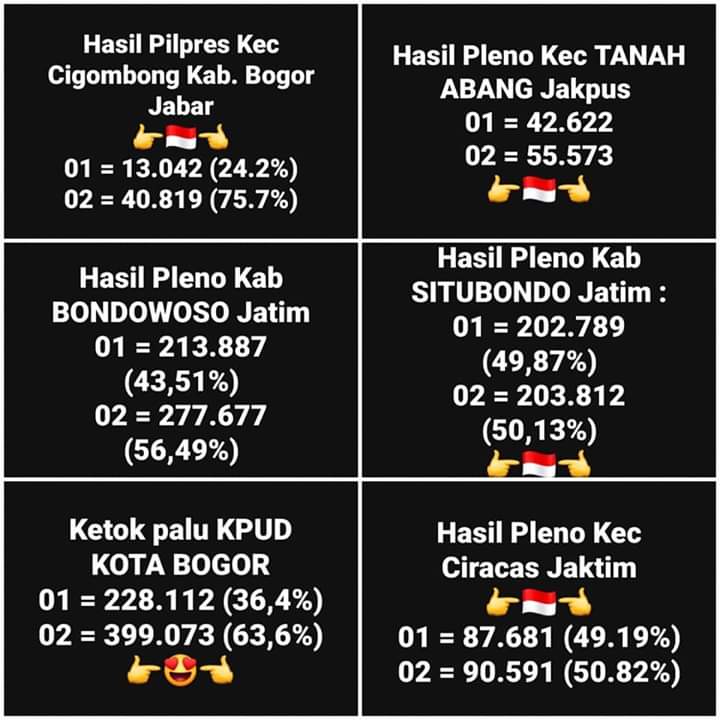 Hasil Pilpres Kec
Cigombong Kab. Bogor
Jabar
👉🇮🇩👈
01 = 13.042 (24.2%)
02 = 40.819 (75.7%)
Hasil Pleno Kec TANAH
ABANG Jakpus
01 = 42.622
02 = 55.573
👉🇮🇩👈
Hasil Pleno Kab
BONDOWOSO Jatim
01 = 213.887
(43,51%)
02 = 277.677
(56,49%)
Hasil Pleno Kab
SITUBONDO Jatim :
01 = 202.789
(49,87%)
02 = 203.812
(50,13%)
👉🇮🇩👈
Ketok palu KPUD
KOTA BOGOR
01 = 228.112 (36,4%)
02 = 399.073 (63,6%)
👉😍👈
Hasil Pleno Kec
Ciracas Jaktim
👉🇮🇩👈
01 = 87.681 (49.19%)
02 = 90.591 (50.82%)